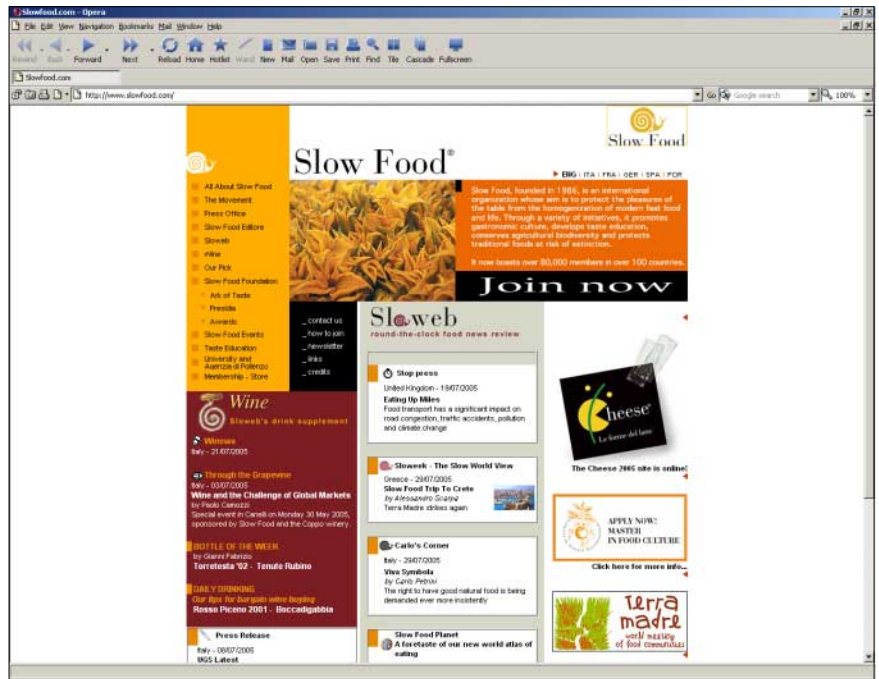 Slowfood.com - Opera
File Edit View Navigation Bookmarks Mail Window Help
Rewind Back Forward Next Reload Home Hotlist Wand New Mail Open Save Print Find Tile Cascade Fullscreen
Slowfood.com
http://www.slowfood.com/
Go
Google search
100%
Slow Food
Slow Food®
ENG | ITA | FRA | GER | SPA | POR
All About Slow Food
The Movement
Press Office
Slow Food Editore
Sloweb
Wine
Our Pick
Slow Food Foundation
Ark of Taste
Presidia
Awards
Slow Food Events
Taste Education
University and
Agenzia di Pollenzo
Membership - Store
Slow Food, founded in 1986, is an international
organization whose aim is to protect the pleasures of
the table from the homogenization of modern fast food
and life. Through a variety of initiatives, it promotes
gastronomic culture, develops taste education,
conserves agricultural biodiversity and protects
traditional foods at risk of extinction.
It now boasts over 80,000 members in over 100 countries.
Join now
_ contact us
_ how to join
_ newsletter
_ links
_ credits
Wine
Sloweb's drink supplement
Winews
Italy - 21/07/2005
Through the Grapevine
Italy - 03/07/2005
Wine and the Challenge of Global Markets
by Paolo Camozzi
Special event in Canelli on Monday 30 May 2005,
sponsored by Slow Food and the Coppo winery.
BOTTLE OF THE WEEK
by Gianni Fabrizio
Torretesta '02 - Tenute Rubino
DAILY DRINKING
Our tips for bargain wine buying
Rosso Piceno 2001 - Boccadigabbia
Press Release
Italy - 08/07/2005
UGS Latest
Sloweb
round-the-clock food news review
Stop press
United Kingdom - 19/07/2005
Eating Up Miles
Food transport has a significant impact on
road congestion, traffic accidents, pollution
and climate change
Sloweek - The Slow World View
Greece - 29/07/2005
Slow Food Trip To Crete
by Alessandro Scarpa
Terra Madre strikes again
Carlo's Corner
Italy - 29/07/2005
Viva Symbola
by Carlo Petrini
The right to have good natural food is being
demanded ever more insistently
Slow Food Planet
A foretaste of our new world atlas of
eating
Cheese®
Le forme del latte
The Cheese 2005 site is online!
APPLY NOW!
MASTER
IN FOOD CULTURE
Click here for more info...
Terra
madre
world meeting
of food communities